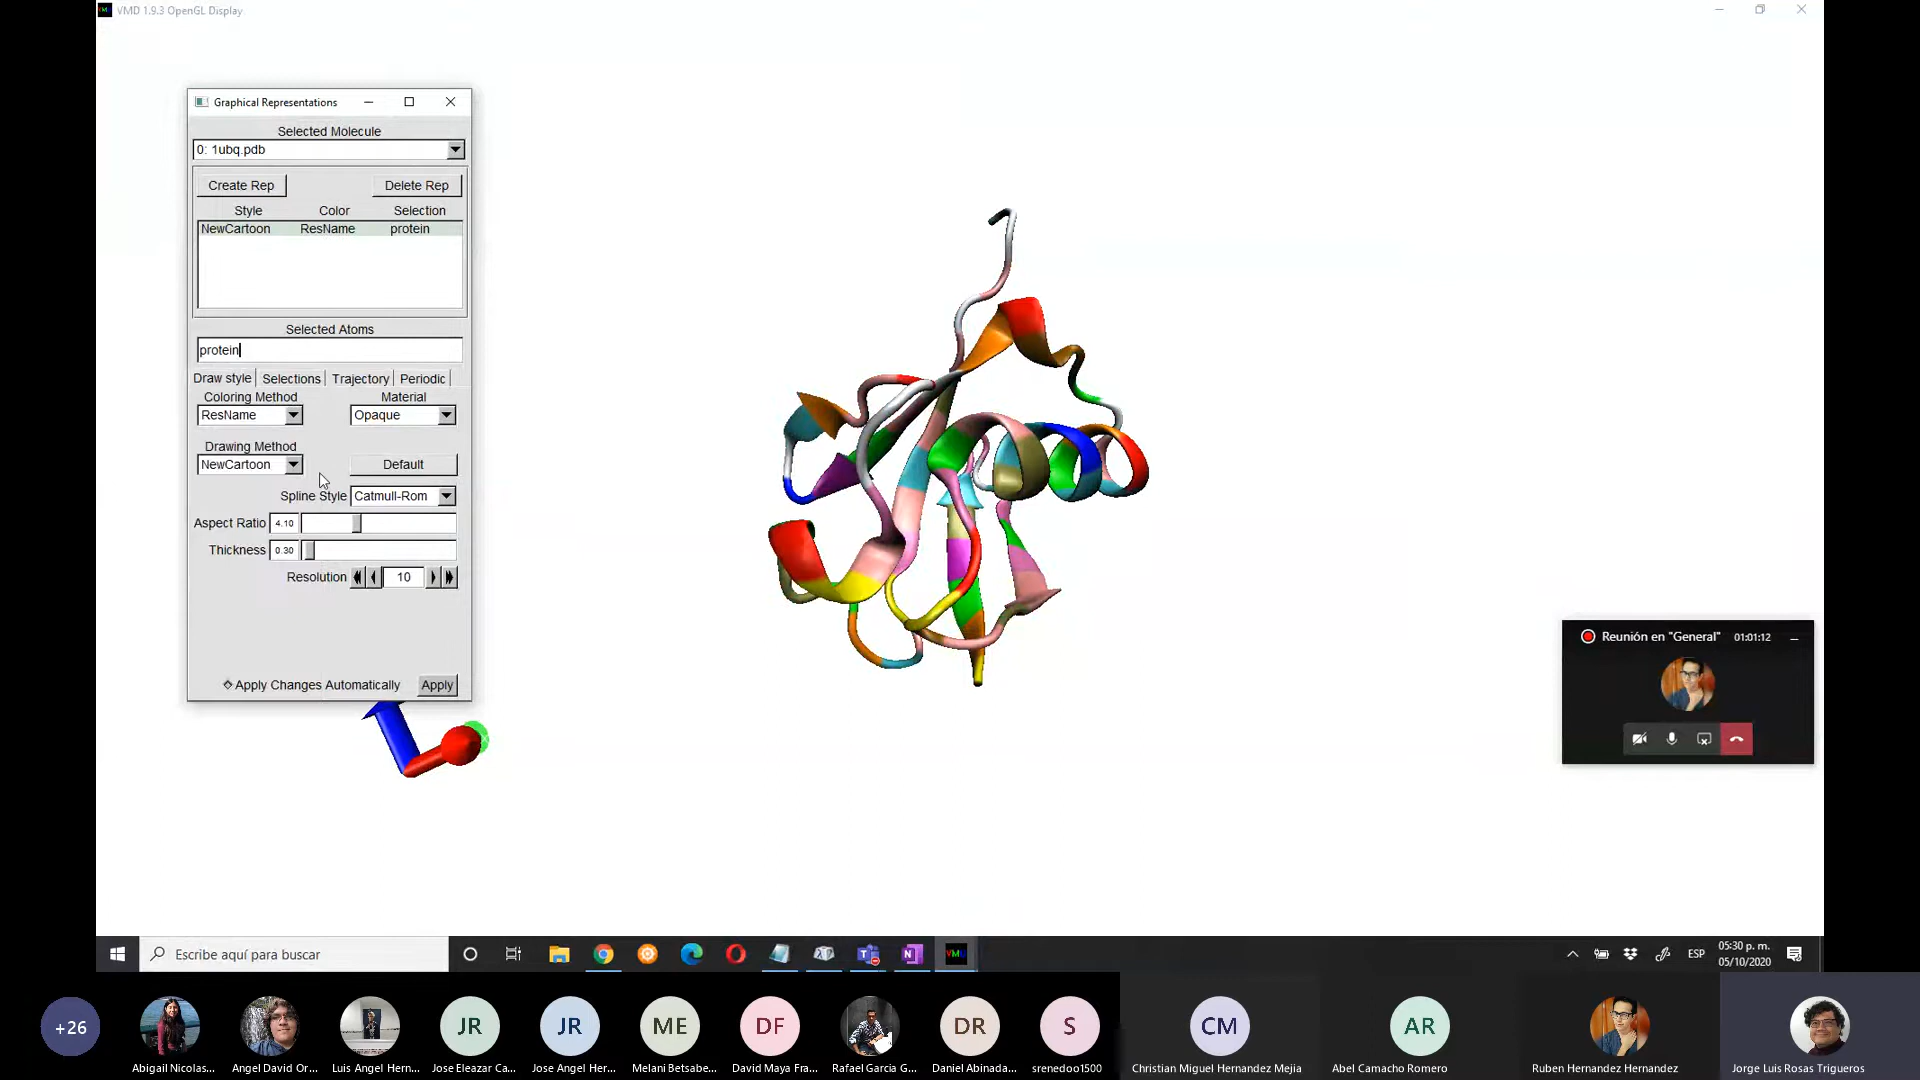 VMD 1.9.3 OpenGL Display
Graphical Representations
Selected Molecule
0: 1ubq.pdb
Create Rep Delete Rep
Style Color Selection
NewCartoon ResName protein
Selected Atoms
protein
Draw style Selections Trajectory Periodic
Coloring Method Material
ResName Opaque
Drawing Method
NewCartoon Default
Spline Style Catmull-Rom
Aspect Ratio 4.10
Thickness 0.30
Resolution 10
Apply Changes Automatically Apply
Reunión en "General" 01:01:12
Escribe aquí para buscar
ESP
05:30 p. m.
05/10/2020
+26
JR
JR
ME
DF
DR
S
CM
AR
Abigail Nicolas...
Angel David Or...
Luis Angel Hern...
Jose Eleazar Ca...
Jose Angel Her...
Melani Betsabe...
David Maya Fra...
Rafael Garcia G...
Daniel Abinada...
srenedoo1500
Christian Miguel Hernandez Mejia
Abel Camacho Romero
Ruben Hernandez Hernandez
Jorge Luis Rosas Trigueros